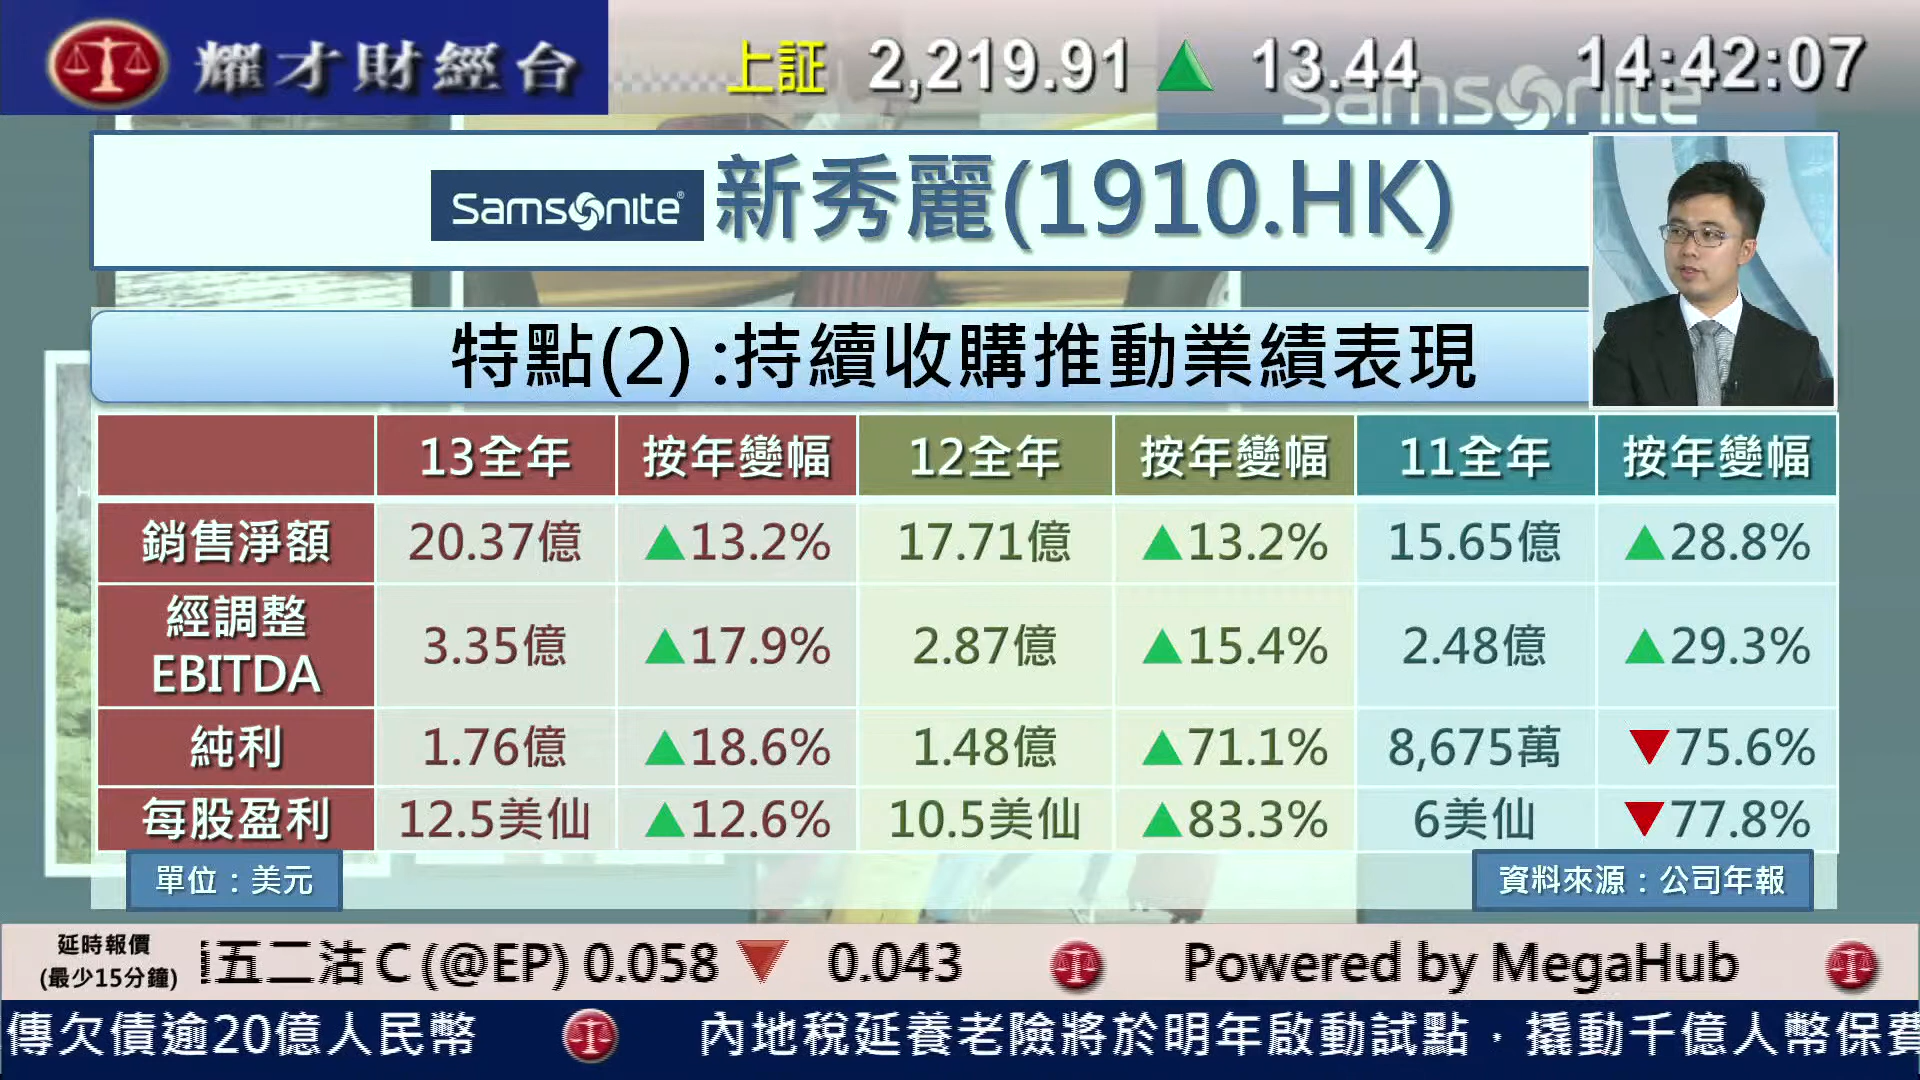 耀才財經台
上証 2,219.91 ▲ 13.44 14:42:07
Samsonite
Samsonite® 新秀麗(1910.HK)
特點(2) :持續收購推動業績表現
13全年 按年變幅 12全年 按年變幅 11全年 按年變幅
銷售淨額 20.37億 ▲13.2% 17.71億 ▲13.2% 15.65億 ▲28.8%
經調整
EBITDA 3.35億 ▲17.9% 2.87億 ▲15.4% 2.48億 ▲29.3%
純利 1.76億 ▲18.6% 1.48億 ▲71.1% 8,675萬 ▼75.6%
每股盈利 12.5美仙 ▲12.6% 10.5美仙 ▲83.3% 6美仙 ▼77.8%
單位：美元 資料來源：公司年報
延時報價
(最少15分鐘)
五二沽C(@EP) 0.058 ▼ 0.043 Powered by MegaHub
傳欠債逾20億人民幣 內地稅延養老險將於明年啟動試點，撬動千億人幣保費